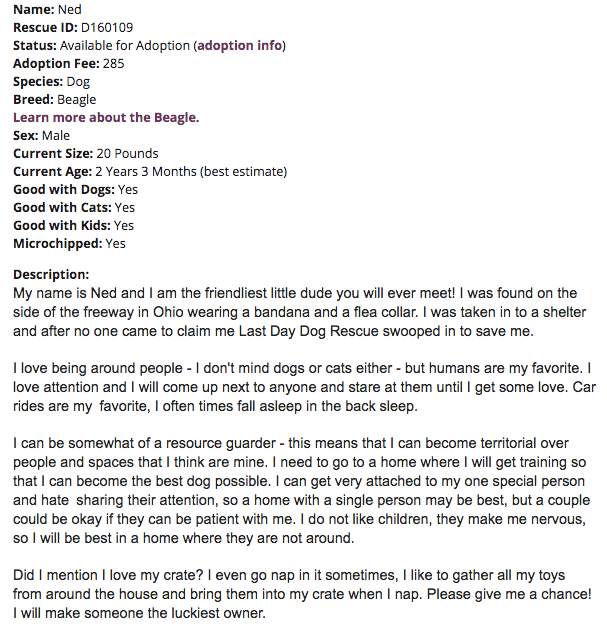 Name: Ned
Rescue ID: D160109
Status: Available for Adoption (adoption info)
Adoption Fee: 285
Species: Dog
Breed: Beagle
Learn more about the Beagle.
Sex: Male
Current Size: 20 Pounds
Current Age: 2 Years 3 Months (best estimate)
Good with Dogs: Yes
Good with Cats: Yes
Good with Kids: Yes
Microchipped: Yes
Description:
My name is Ned and I am the friendliest little dude you will ever meet! I was found on the
side of the freeway in Ohio wearing a bandana and a flea collar. I was taken in to a shelter
and after no one came to claim me Last Day Dog Rescue swooped in to save me.
I love being around people - I don't mind dogs or cats either - but humans are my favorite. I
love attention and I will come up next to anyone and stare at them until I get some love. Car
rides are my  favorite, I often times fall asleep in the back sleep.
I can be somewhat of a resource guarder - this means that I can become territorial over
people and spaces that I think are mine. I need to go to a home where I will get training so
that I can become the best dog possible. I can get very attached to my one special person
and hate  sharing their attention, so a home with a single person may be best, but a couple
could be okay if they can be patient with me. I do not like children, they make me nervous,
so I will be best in a home where they are not around.
Did I mention I love my crate? I even go nap in it sometimes, I like to gather all my toys
from around the house and bring them into my crate when I nap. Please give me a chance!
I will make someone the luckiest owner.